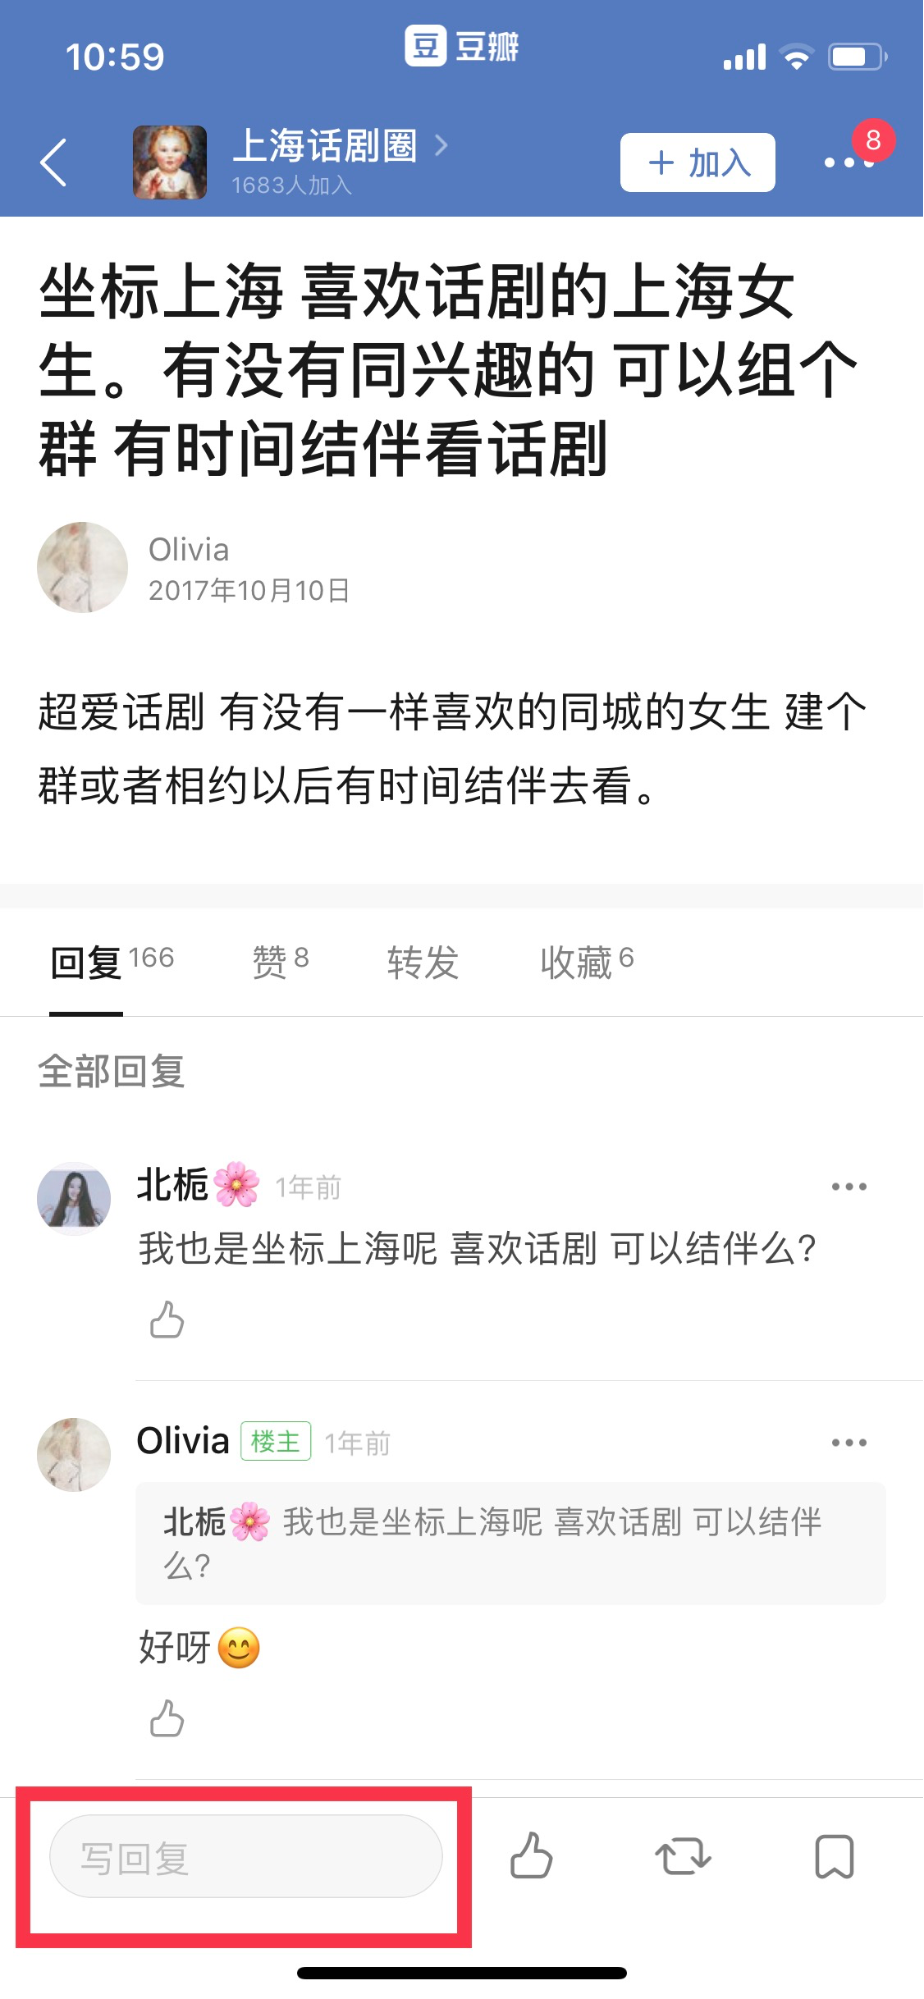 10:59
豆 豆瓣
上海话剧圈
1683人加入
+ 加入
8
坐标上海 喜欢话剧的上海女
生。有没有同兴趣的 可以组个
群 有时间结伴看话剧
Olivia
2017年10月10日
超爱话剧 有没有一样喜欢的同城的女生 建个
群或者相约以后有时间结伴去看。
回复 166 赞 8 转发 收藏 6
全部回复
北栀🌸 1年前
我也是坐标上海呢 喜欢话剧 可以结伴么?
Olivia 楼主 1年前
北栀🌸 我也是坐标上海呢 喜欢话剧 可以结伴
么?
好呀😊
写回复